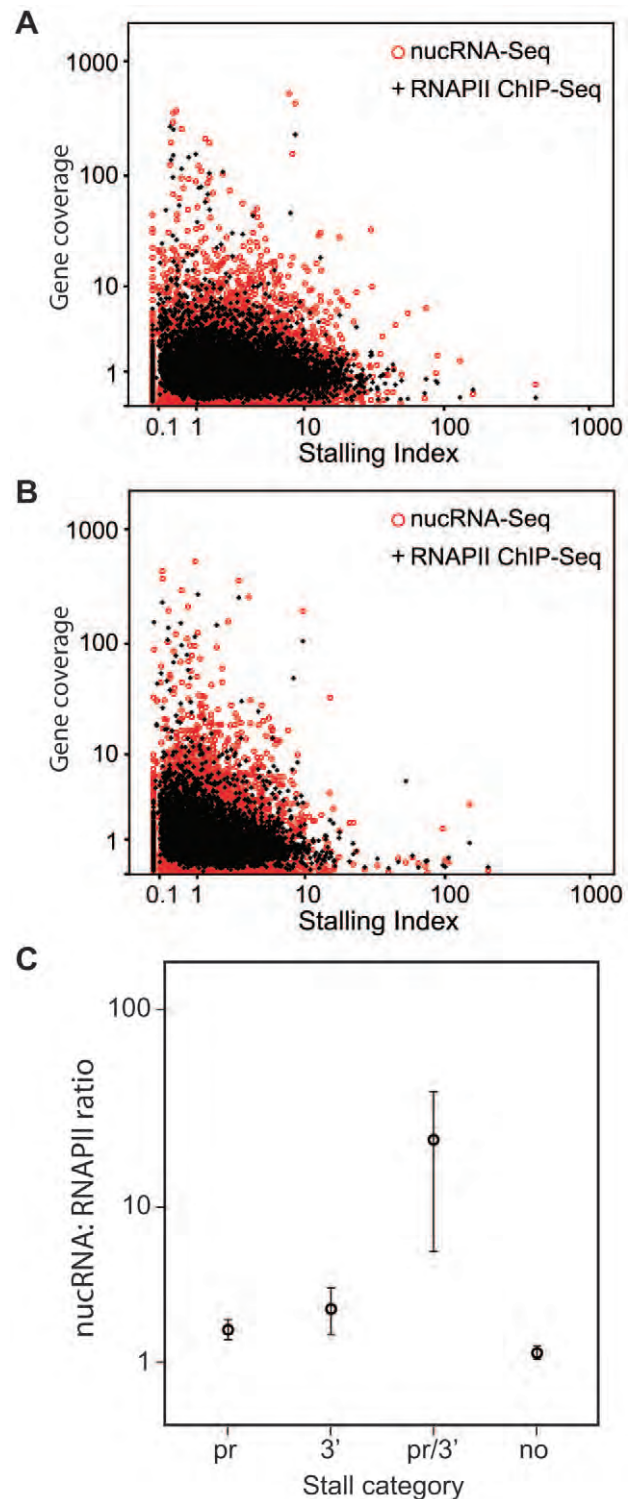 A
nucRNA-Seq
RNAPII ChIP-Seq
1000
100
10
1
Gene coverage
0.1 1 10 100 1000
Stalling Index
B
nucRNA-Seq
RNAPII ChIP-Seq
1000
100
10
1
Gene coverage
0.1 1 10 100 1000
Stalling Index
C
100
10
1
nucRNA: RNAPII ratio
pr 3' pr/3' no
Stall category